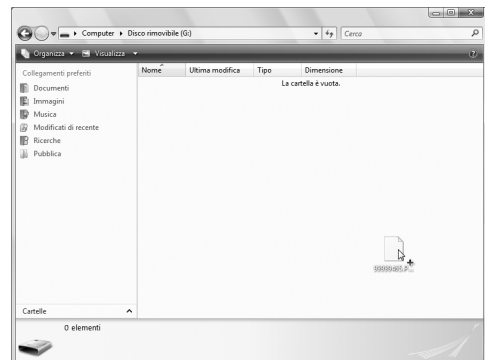 Computer ▸ Disco rimovibile (G:)
Cerca
Organizza Visualizza
Collegamenti preferiti
Documenti
Immagini
Musica
Modificati di recente
Ricerche
Pubblica
Nome Ultima modifica Tipo Dimensione
La cartella è vuota.
Cartelle
0 elementi